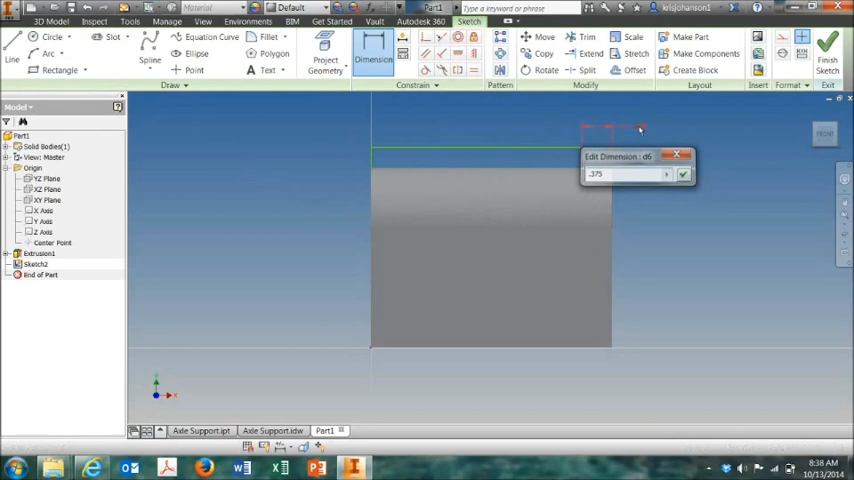 Material
Default
Part1
Type a keyword or phrase
krisjohanson1
3D Model
Inspect
Tools
Manage
View
Environments
BIM
Get Started
Vault
Autodesk 360
Sketch
Line
Circle
Slot
Arc
Rectangle
Spline
Equation Curve
Ellipse
Point
Fillet
Polygon
Text
Project
Geometry
Dimension
Pattern
Move
Copy
Rotate
Trim
Extend
Split
Scale
Stretch
Offset
Make Part
Make Components
Create Block
Finish
Sketch
Draw
Constrain
Modify
Layout
Format
Exit
Model
Part1
Solid Bodies(1)
View: Master
Origin
YZ Plane
XZ Plane
XY Plane
X Axis
Y Axis
Z Axis
Center Point
Extrusion1
Sketch2
End of Part
FRONT
Edit Dimension : d6
.375
x
Axle Support.ipt
Axle Support.idw
Part1
8:38 AM
10/13/2014